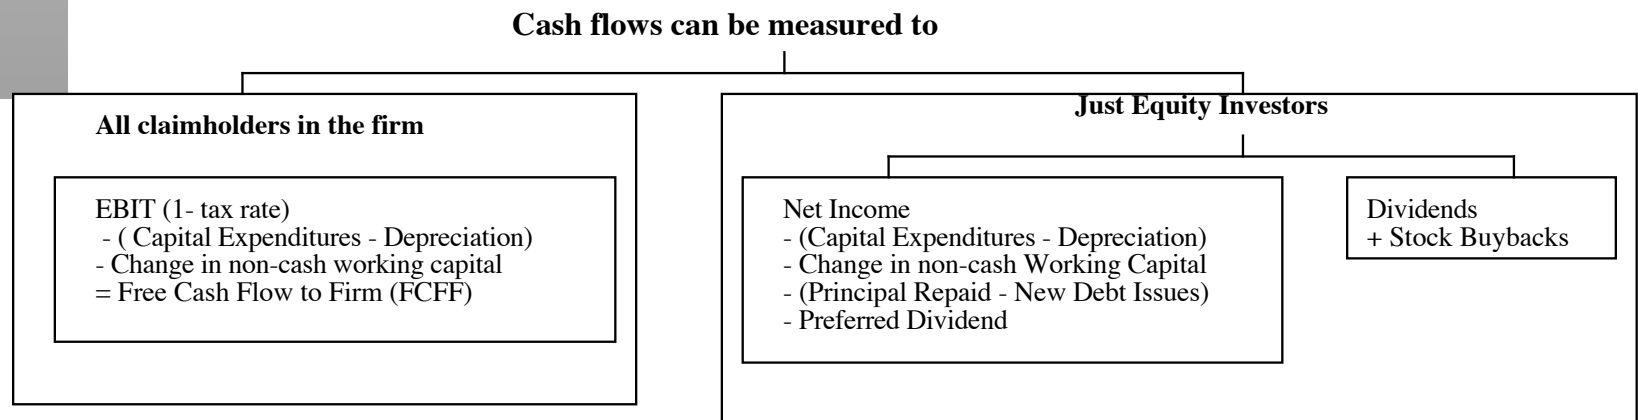 Cash flows can be measured to
All claimholders in the firm
EBIT (1- tax rate)
- ( Capital Expenditures - Depreciation)
- Change in non-cash working capital
= Free Cash Flow to Firm (FCFF)
Just Equity Investors
Net Income
- (Capital Expenditures - Depreciation)
- Change in non-cash Working Capital
- (Principal Repaid - New Debt Issues)
- Preferred Dividend
Dividends
+ Stock Buybacks